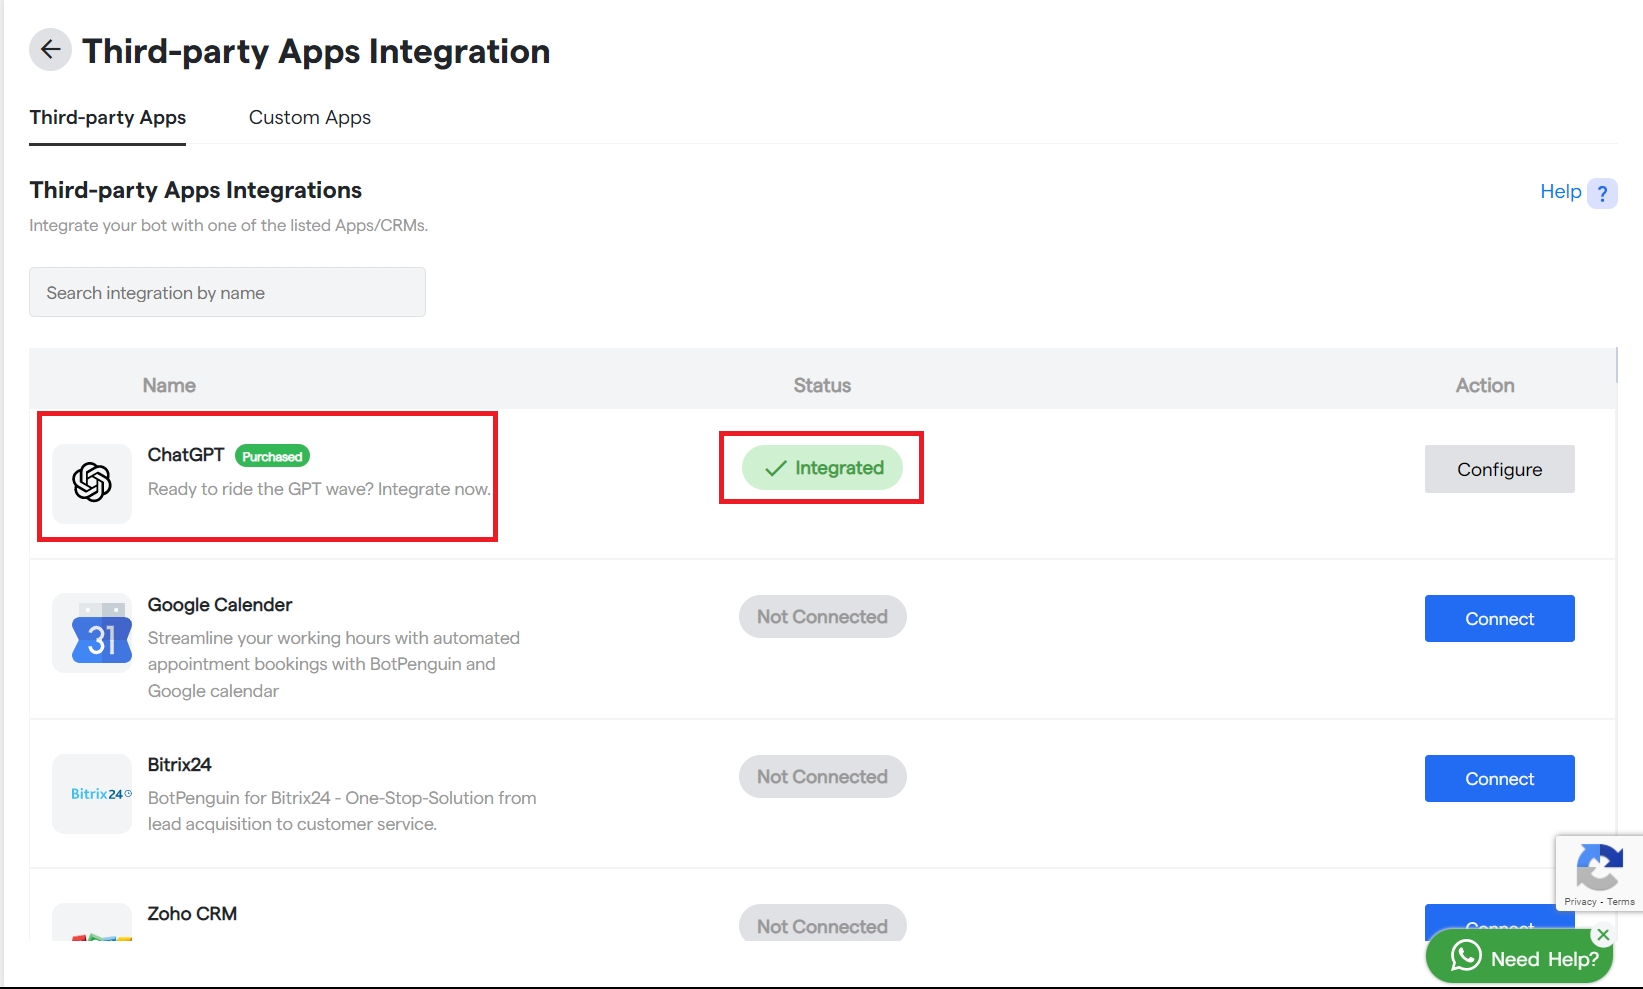 Third-party Apps Integration
Third-party Apps
Custom Apps
Third-party Apps Integrations
Help ?
Integrate your bot with one of the listed Apps/CRMs.
Search integration by name
Name
Status
Action
ChatGPT Purchased
Ready to ride the GPT wave? Integrate now.
Integrated
Configure
31
Google Calender
Streamline your working hours with automated
appointment bookings with BotPenguin and
Google calendar
Not Connected
Connect
Bitrix24
Bitrix24
BotPenguin for Bitrix24 - One-Stop-Solution from
lead acquisition to customer service.
Not Connected
Connect
Privacy - Terms
Zoho CRM
Not Connected
Connect
Need Help?